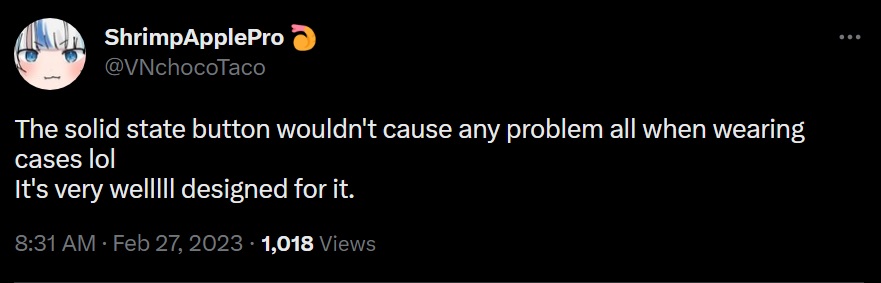 ShrimpApplePro 🍤
@VNchocoTaco
The solid state button wouldn't cause any problem all when wearing
cases lol
It's very welllll designed for it.
8:31 AM · Feb 27, 2023 · 1,018 Views